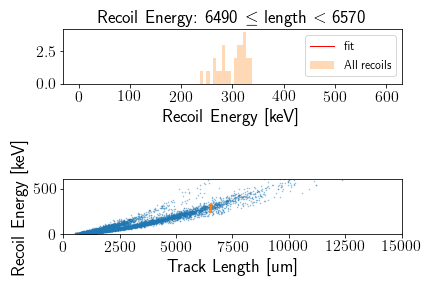 Recoil Energy: 6490 ≤ length < 6570
2.5
0.0
fit
All recoils
0 100 200 300 400 500 600
Recoil Energy [keV]
Recoil Energy [keV]
500
0
0 2500 5000 7500 10000 12500 15000
Track Length [um]